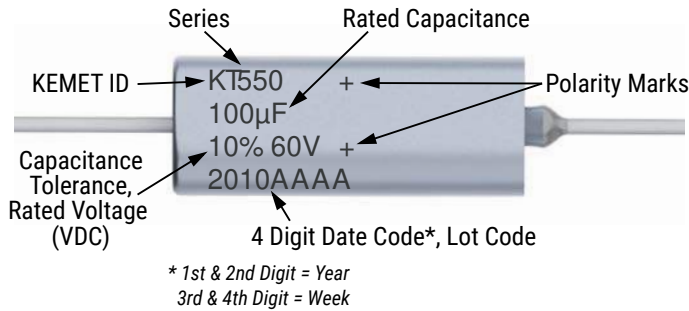 Series
Rated Capacitance
KEMET ID
KT550 +
Polarity Marks
100µF
10% 60V +
2010AAAA
Capacitance
Tolerance,
Rated Voltage
(VDC)
4 Digit Date Code*, Lot Code
* 1st & 2nd Digit = Year
3rd & 4th Digit = Week